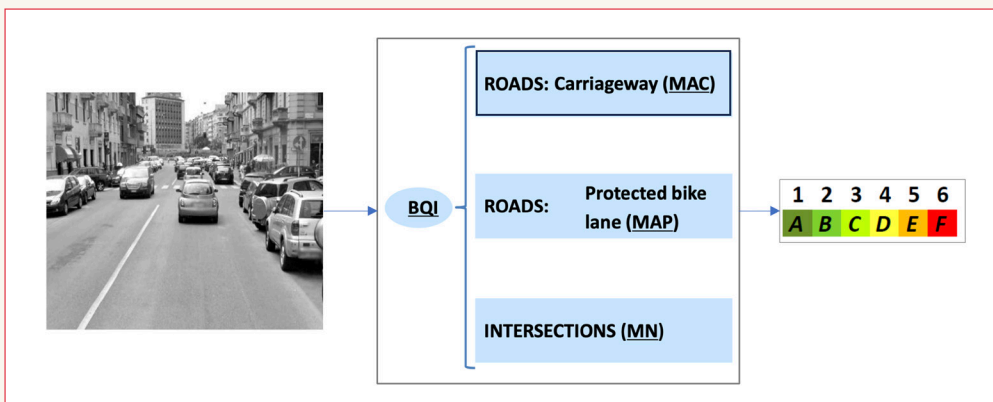 ROADS: Carriageway (MAC)
BQI
ROADS: Protected bike
lane (MAP)
INTERSECTIONS (MN)
1 2 3 4 5 6
A B C D E F